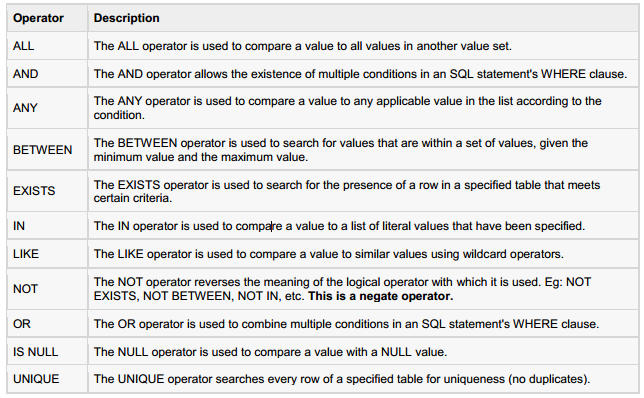 Operator Description
ALL The ALL operator is used to compare a value to all values in another value set.
AND The AND operator allows the existence of multiple conditions in an SQL statement's WHERE clause.
ANY The ANY operator is used to compare a value to any applicable value in the list according to the
condition.
BETWEEN The BETWEEN operator is used to search for values that are within a set of values, given the
minimum value and the maximum value.
EXISTS The EXISTS operator is used to search for the presence of a row in a specified table that meets
certain criteria.
IN The IN operator is used to compare a value to a list of literal values that have been specified.
LIKE The LIKE operator is used to compare a value to similar values using wildcard operators.
NOT The NOT operator reverses the meaning of the logical operator with which it is used. Eg: NOT
EXISTS, NOT BETWEEN, NOT IN, etc. This is a negate operator.
OR The OR operator is used to combine multiple conditions in an SQL statement's WHERE clause.
IS NULL The NULL operator is used to compare a value with a NULL value.
UNIQUE The UNIQUE operator searches every row of a specified table for uniqueness (no duplicates).